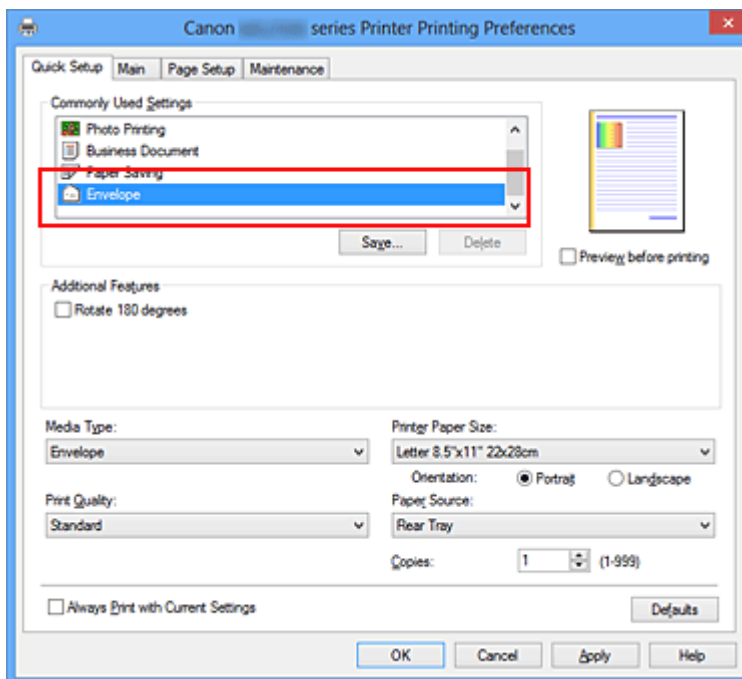 Canon series Printer Printing Preferences
Quick Setup Main Page Setup Maintenance
Commonly Used Settings
Photo Printing
Business Document
Paper Saving
Envelope
Save... Delete
Preview before printing
Additional Features
Rotate 180 degrees
Media Type:
Envelope
Printer Paper Size:
Letter 8.5"x11" 22x28cm
Orientation: Portrait Landscape
Print Quality:
Standard
Paper Source:
Rear Tray
Copies: 1 (1-999)
Always Print with Current Settings
Defaults
OK Cancel Apply Help